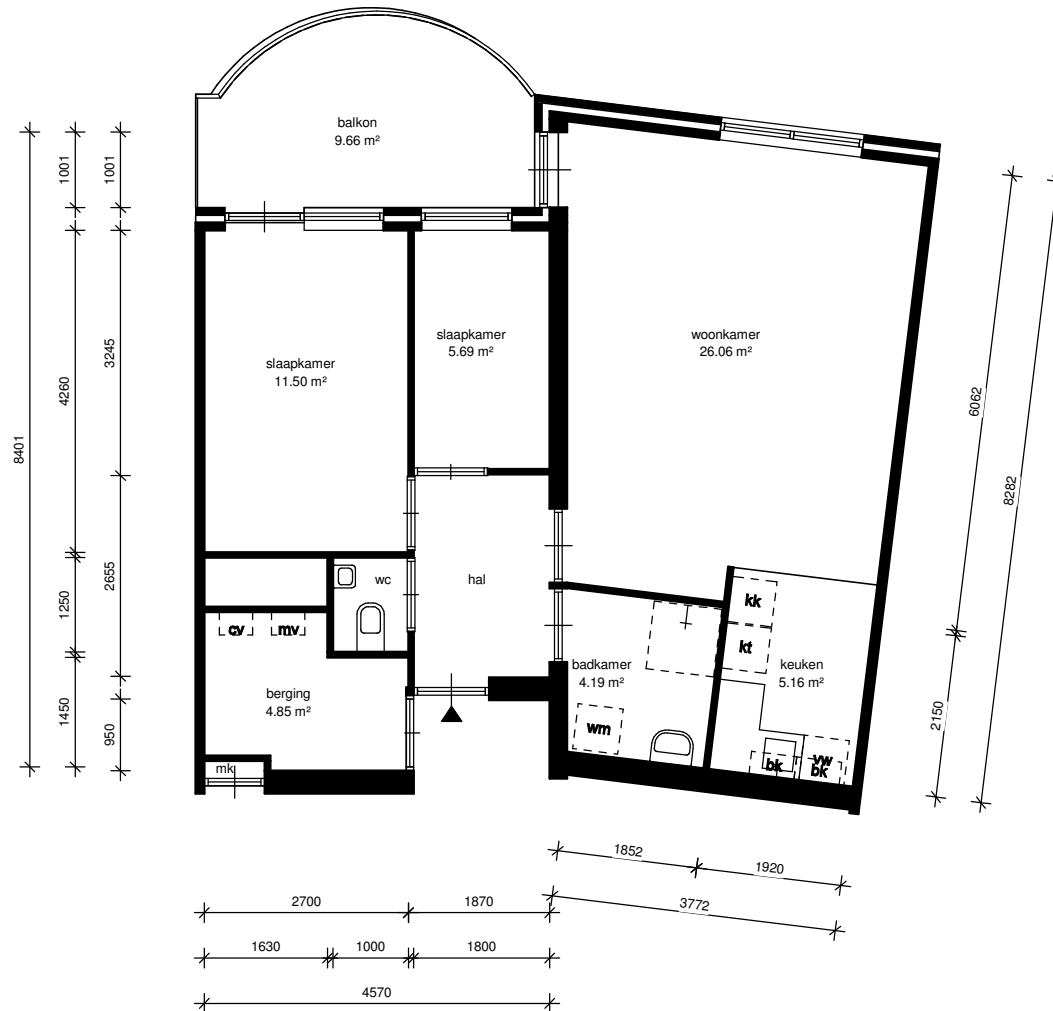 balkon
9.66 m²
1001
1001
slaapkamer
5.69 m²
woonkamer
26.06 m²
slaapkamer
11.50 m²
3245
4260
8401
6062
8282
wc
hal
2655
1250
kk
kt
cv
mv
badkamer
4.19 m²
keuken
5.16 m²
berging
4.85 m²
1450
950
2150
wm
mk
bk
vw
bk
1852
1920
3772
2700
1870
1630
1000
1800
4570